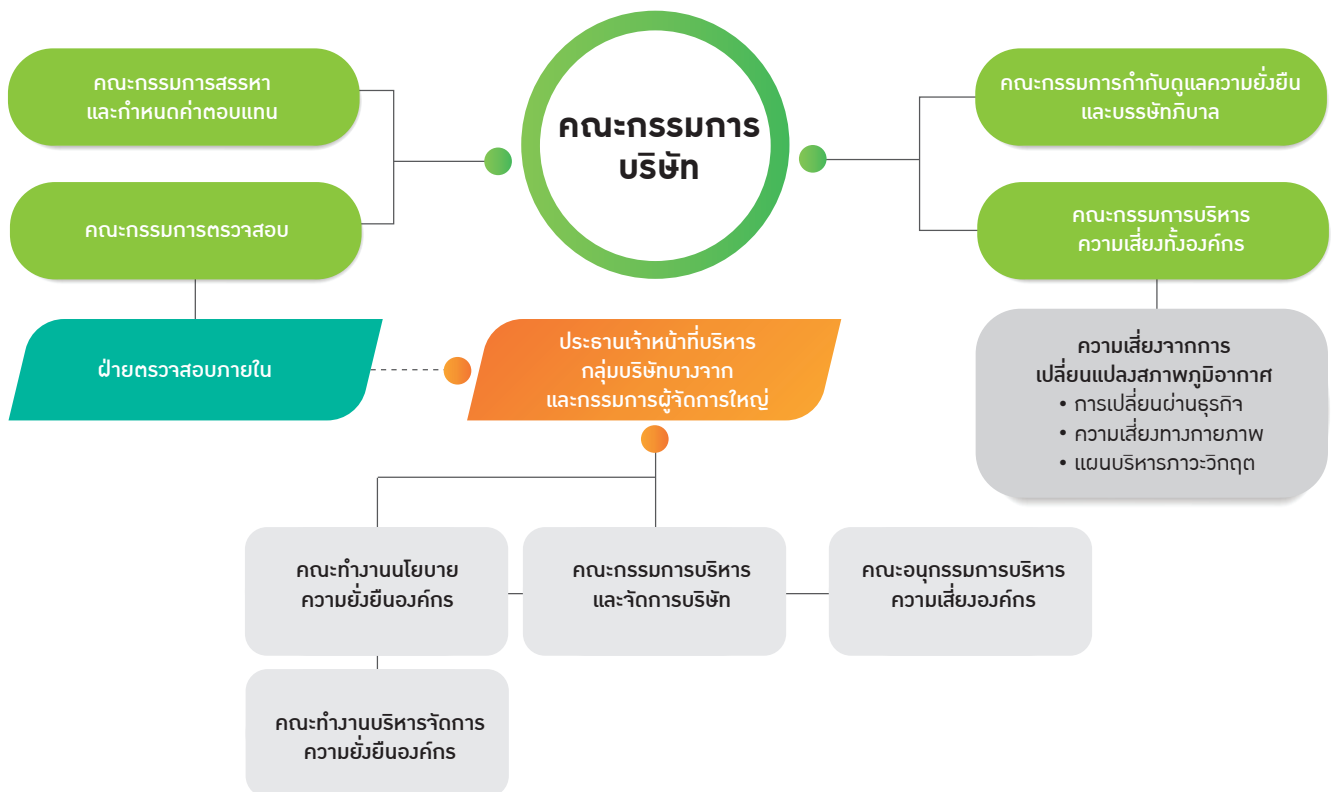 คณะกรรมการสรรหา
และกำหนดค่าตอบแทน
คณะกรรมการตรวจสอบ
คณะกรรมการ
บริษัท
คณะกรรมการกำกับดูแลความยั่งยืน
และบรรษัทภิบาล
คณะกรรมการบริหาร
ความเสี่ยงทั้งองค์กร
ฝ่ายตรวจสอบภายใน
ประธานเจ้าหน้าที่บริหาร
กลุ่มบริษัทบางจาก
และกรรมการผู้จัดการใหญ่
ความเสี่ยงจากการ
เปลี่ยนแปลงสภาพภูมิอากาศ
• การเปลี่ยนผ่านธุรกิจ
• ความเสี่ยงทางกายภาพ
• แผนบริหารภาวะวิกฤต
คณะทำงานนโยบาย
ความยั่งยืนองค์กร
คณะกรรมการบริหาร
และจัดการบริษัท
คณะอนุกรรมการบริหาร
ความเสี่ยงองค์กร
คณะทำงานบริหารจัดการ
ความยั่งยืนองค์กร